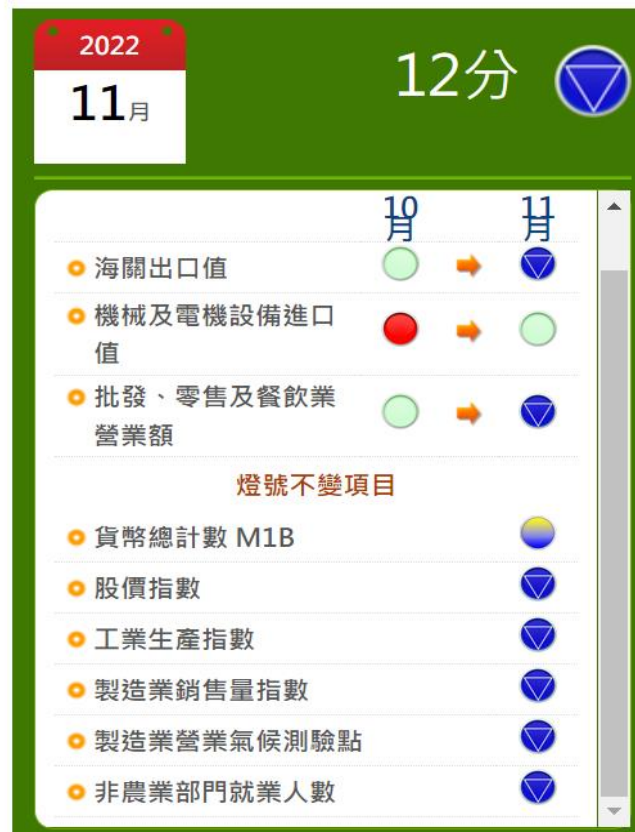 2022
11月
12分
10月
11月
海關出口值
機械及電機設備進口
值
批發、零售及餐飲業
營業額
燈號不變項目
貨幣總計數 M1B
股價指數
工業生產指數
製造業銷售量指數
製造業營業氣候測驗點
非農業部門就業人數